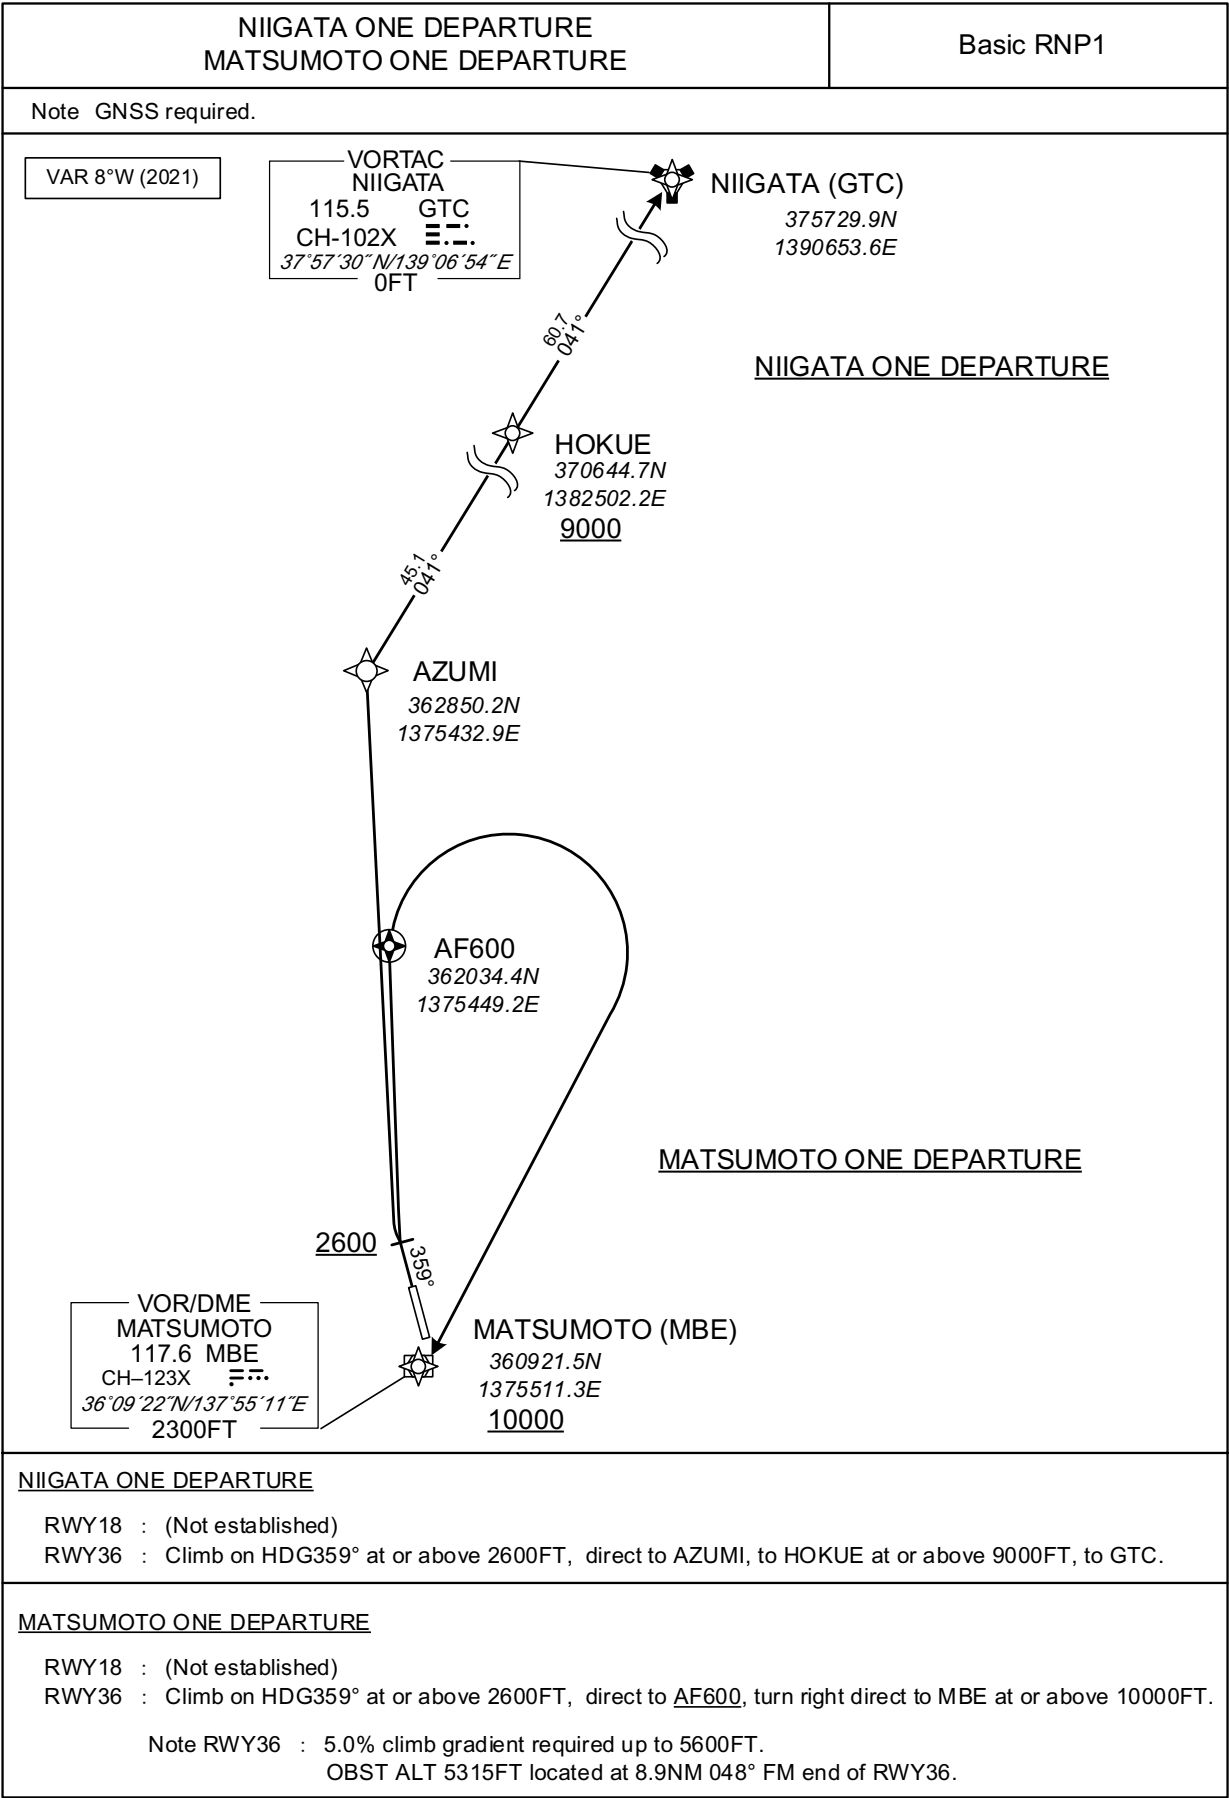 NIIGATA ONE DEPARTURE
MATSUMOTO ONE DEPARTURE
Basic RNP1
Note GNSS required.
VAR 8°W (2021)
VORTAC
NIIGATA
115.5 GTC
CH-102X
37°57´30˝N/139°06´54˝E
0FT
NIIGATA (GTC)
375729.9N
1390653.6E
60.7
041°
NIIGATA ONE DEPARTURE
HOKUE
370644.7N
1382502.2E
9000
45.1
041°
AZUMI
362850.2N
1375432.9E
AF600
362034.4N
1375449.2E
MATSUMOTO ONE DEPARTURE
2600
359°
VOR/DME
MATSUMOTO
117.6 MBE
CH–123X
36°09´22˝N/137°55´11˝E
2300FT
MATSUMOTO (MBE)
360921.5N
1375511.3E
10000
NIIGATA ONE DEPARTURE
RWY18 : (Not established)
RWY36 : Climb on HDG359° at or above 2600FT, direct to AZUMI, to HOKUE at or above 9000FT, to GTC.
MATSUMOTO ONE DEPARTURE
RWY18 : (Not established)
RWY36 : Climb on HDG359° at or above 2600FT, direct to AF600, turn right direct to MBE at or above 10000FT.
Note RWY36 : 5.0% climb gradient required up to 5600FT.
OBST ALT 5315FT located at 8.9NM 048° FM end of RWY36.